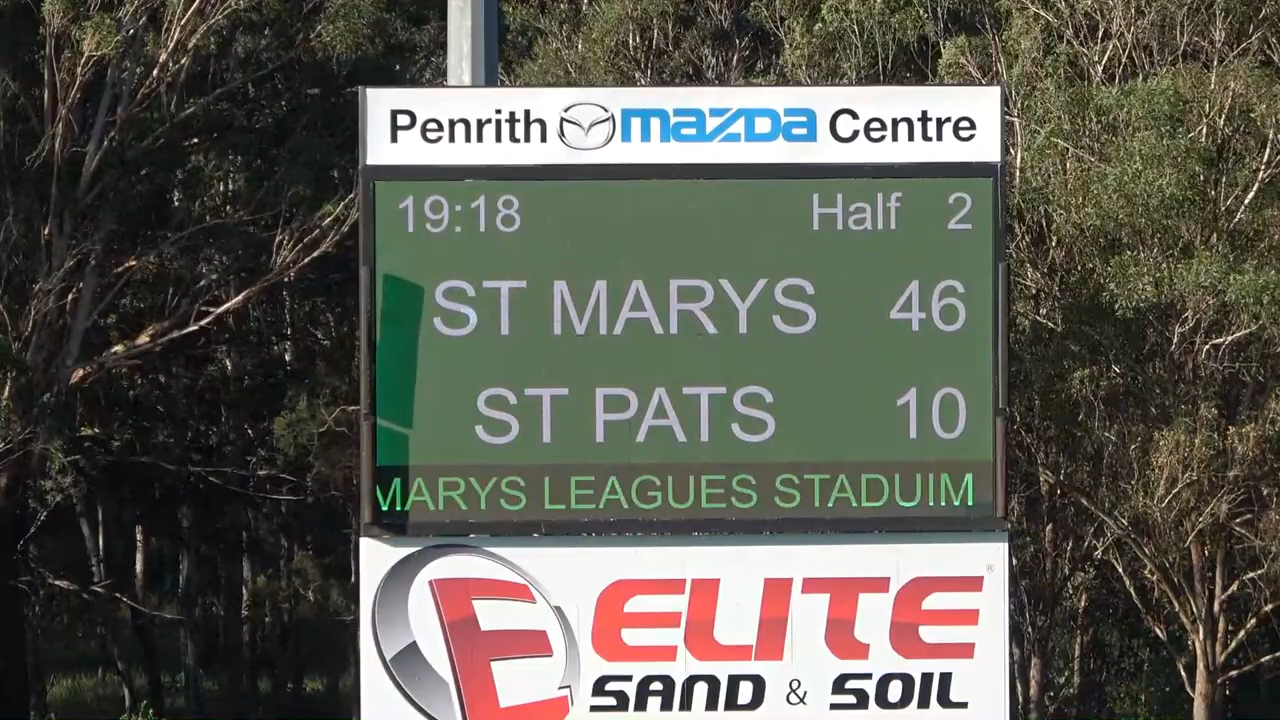 Penrith mazda Centre
19:18 Half 2
ST MARYS 46
ST PATS 10
MARYS LEAGUES STADUIM
E ELITE ®
SAND & SOIL